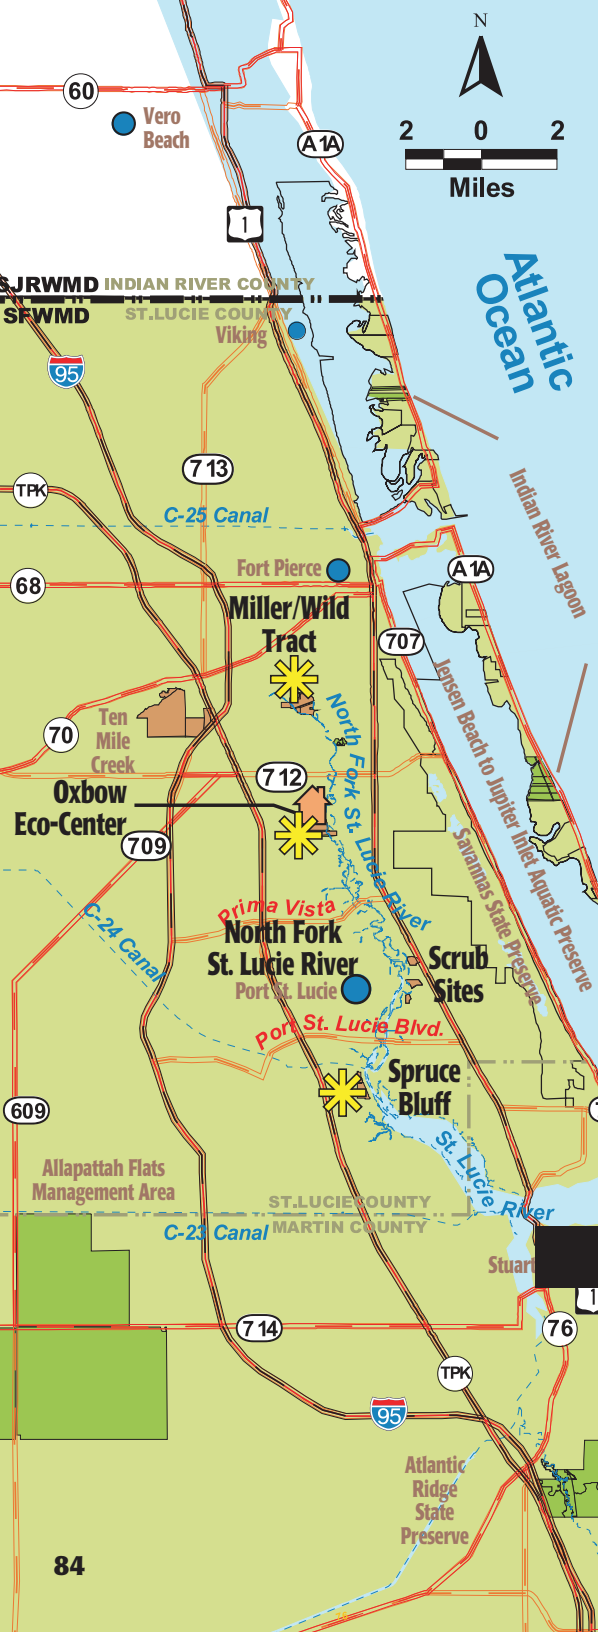 N
60
Vero
Beach
A1A
2 0 2
Miles
1
Atlantic
Ocean
SJRWMD INDIAN RIVER COUNTY
SFWMD ST.LUCIE COUNTY
Viking
95
713
TPK
C-25 Canal
Indian River Lagoon
Fort Pierce
A1A
68
Miller/Wild
Tract
707
Jensen Beach to Jupiter Inlet Aquatic Preserve
North Fork St. Lucie River
Ten
Mile
Creek
70
712
Oxbow
Eco-Center
709
Savannas State Preserve
C-24 Canal
Prima Vista
North Fork
St. Lucie River
Port St. Lucie
Scrub
Sites
Port St. Lucie Blvd.
Spruce
Bluff
609
St. Lucie River
Allapattah Flats
Management Area
ST.LUCIE COUNTY
C-23 Canal MARTIN COUNTY
Stuart
1
714
76
TPK
95
Atlantic
Ridge
State
Preserve
84